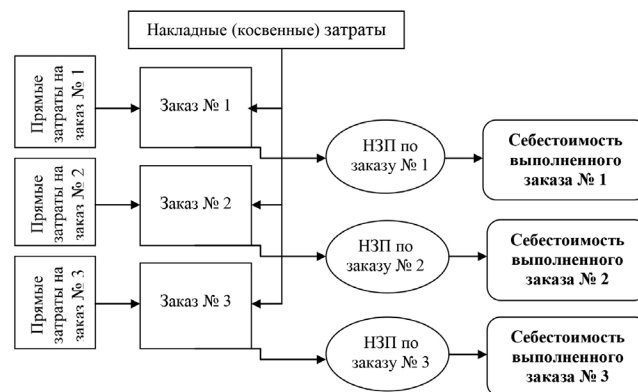 Накладные (косвенные) затраты
Прямые
затраты на
заказ № 1
Заказ № 1
НЗП по
заказу № 1
Себестоимость
выполненного
заказа № 1
Прямые
затраты на
заказ № 2
Заказ № 2
НЗП по
заказу № 2
Себестоимость
выполненного
заказа № 2
Прямые
затраты на
заказ № 3
Заказ № 3
НЗП по
заказу № 3
Себестоимость
выполненного
заказа № 3